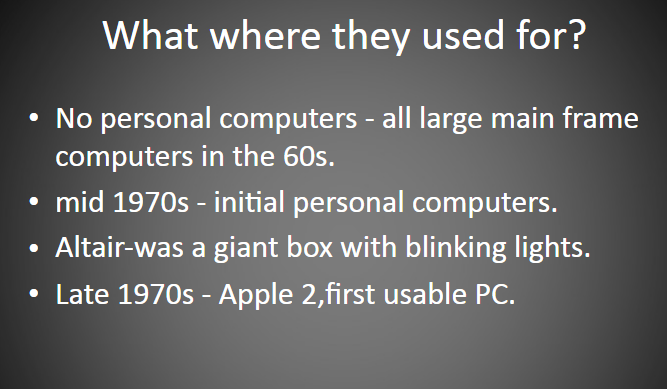 What where they used for?
• No personal computers - all large main frame
computers in the 60s.
• mid 1970s - initial personal computers.
• Altair-was a giant box with blinking lights.
• Late 1970s - Apple 2,first usable PC.